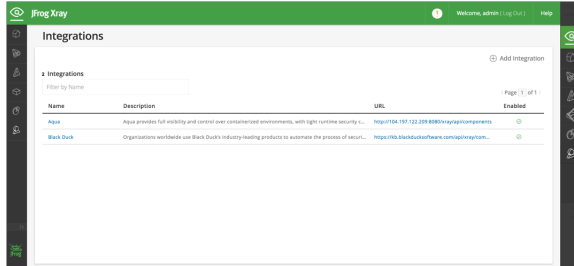 JFrog Xray
Welcome, admin ( Log Out ) Help
Integrations
Add Integration
2 Integrations
Filter by Name
Page 1 of 1
Name Description URL Enabled
Aqua Aqua provides full visibility and control over containerized environments, with tight runtime security c... http://104.197.122.209:8080/xray/api/components
Black Duck Organizations worldwide use Black Duck's industry-leading products to automate the process of securi... https://kb.blackducksoftware.com/api/xray/com...
JFrog